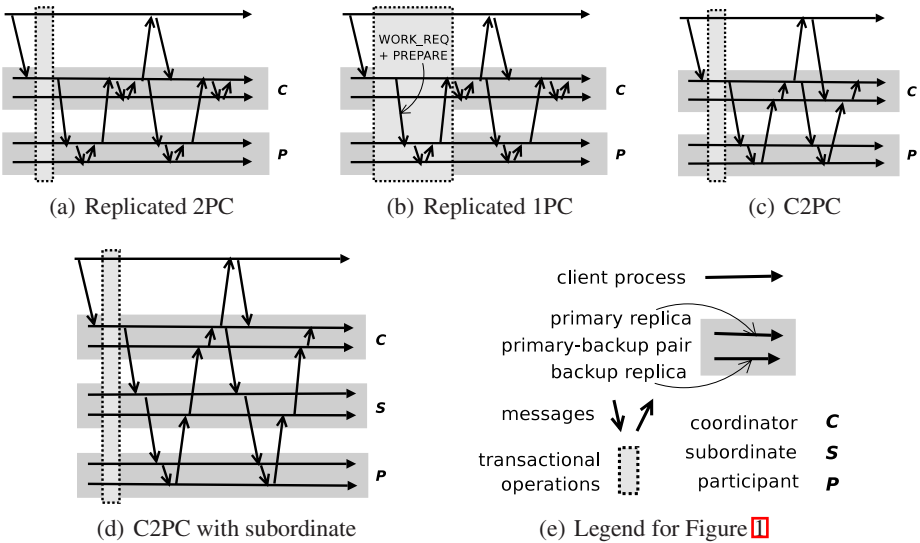 WORK_REQ
+ PREPARE
C
P
C
P
C
P
(a) Replicated 2PC
(b) Replicated 1PC
(c) C2PC
C
S
P
(d) C2PC with subordinate
client process
primary replica
primary-backup pair
backup replica
messages
transactional
operations
coordinator C
subordinate S
participant P
(e) Legend for Figure 1